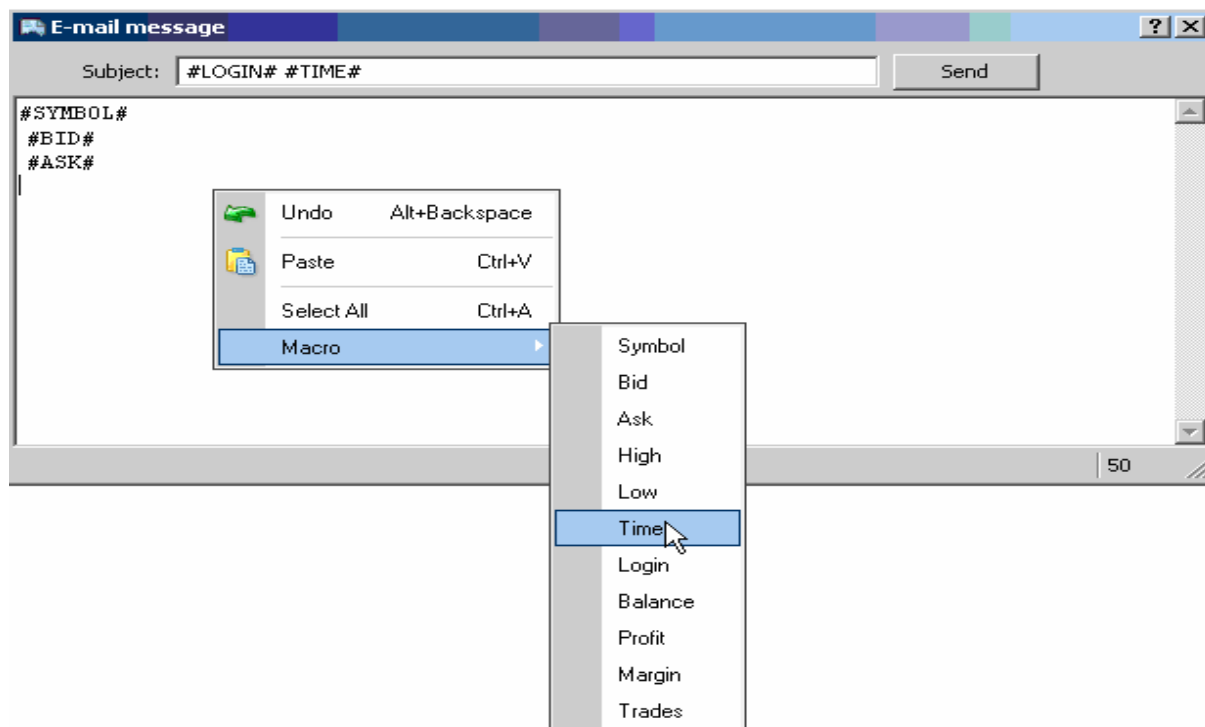 E-mail message
Subject: #LOGIN# #TIME# Send
#SYMBOL#
#BID#
#ASK#
Undo Alt+Backspace
Paste Ctrl+V
Select All Ctrl+A
Macro
Symbol
Bid
Ask
High
Low
Time
Login
Balance
Profit
Margin
Trades
50